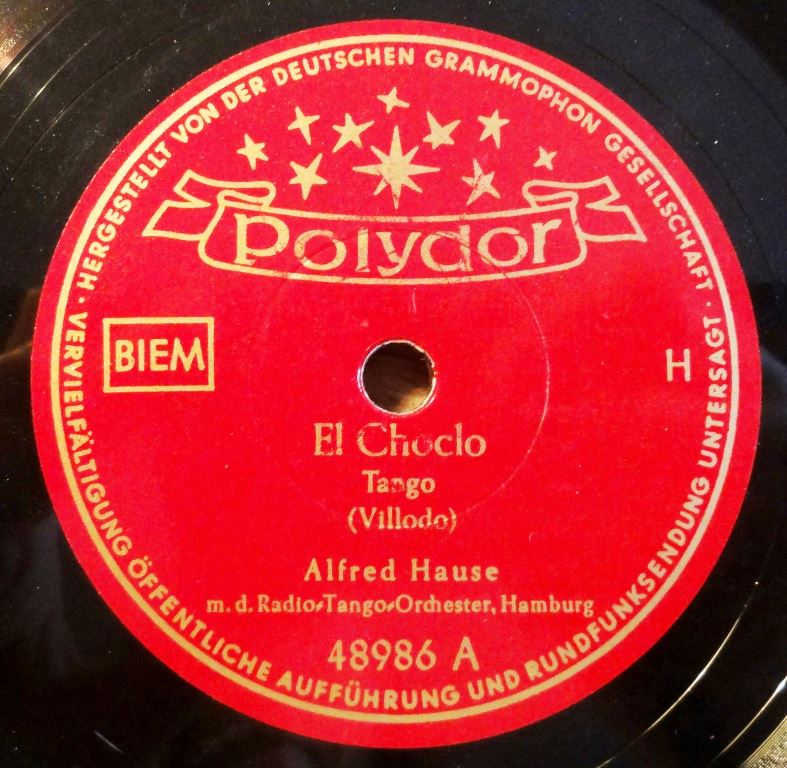 HERGESTELLT VON DER DEUTSCHEN GRAMMOPHON GESELLSCHAFT ·
Polydor
BIEM
H
El Choclo
Tango
(Villodo)
Alfred Hause
m. d. Radio-Tango-Orchester, Hamburg
48986 A
VERVIELFÄLTIGUNG ÖFFENTLICHE AUFFÜHRUNG UND RUNDFUNKSENDUNG UNTERSAGT ·